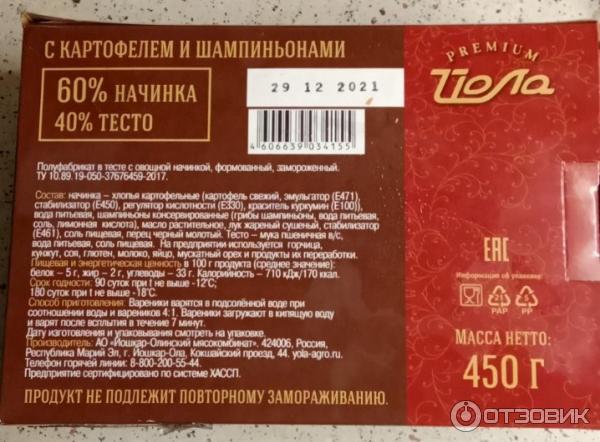 С КАРТОФЕЛЕМ И ШАМПИНЬОНАМИ
60% НАЧИНКА
40% ТЕСТО
29 12 2021
4606639034155
PREMIUM
Йола
Полуфабрикат в тесте с овощной начинкой, формованный, замороженный.
ТУ 10.89.19-050-37676459-2017.
Состав: начинка – хлопья картофельные (картофель свежий, эмульгатор (Е471),
стабилизатор (Е450), регулятор кислотности (Е330), краситель куркумин (Е100)),
вода питьевая, шампиньоны консервированные (грибы шампиньоны, вода питьевая,
соль, лимонная кислота), масло растительное, лук жареный сушеный, стабилизатор
(Е461), соль пищевая, перец черный молотый. Тесто – мука пшеничная в/с,
вода питьевая, соль пищевая. На предприятии используется горчица,
кунжут, соя, глютен, молоко, яйцо, мускатный орех и продукты их переработки.
Пищевая и энергетическая ценность в 100 г продукта (среднее значение):
белок – 5 г, жир – 2 г, углеводы – 33 г. Калорийность – 710 кДж/170 ккал.
Срок годности: 90 суток при t не выше -12°С;
180 суток при t не выше -18°С.
Способ приготовления: Вареники варятся в подсолённой воде при
соотношении воды и вареников 4:1. Вареники загружают в кипящую воду
и варят после всплытия в течение 7 минут.
Дату изготовления и упаковывания смотреть на упаковке.
Производитель: АО «Йошкар-Олинский мясокомбинат». 424006, Россия,
Республика Марий Эл, г. Йошкар-Ола, Кокшайский проезд, 44. yola-agro.ru.
Телефон горячей линии: 8-800-200-55-44.
Предприятие сертифицировано по системе ХАССП.
ПРОДУКТ НЕ ПОДЛЕЖИТ ПОВТОРНОМУ ЗАМОРАЖИВАНИЮ.
ЕАС
Информация об упаковке:
21
PAP
5
PP
МАССА НЕТТО:
450 Г
ОТЗОВИК